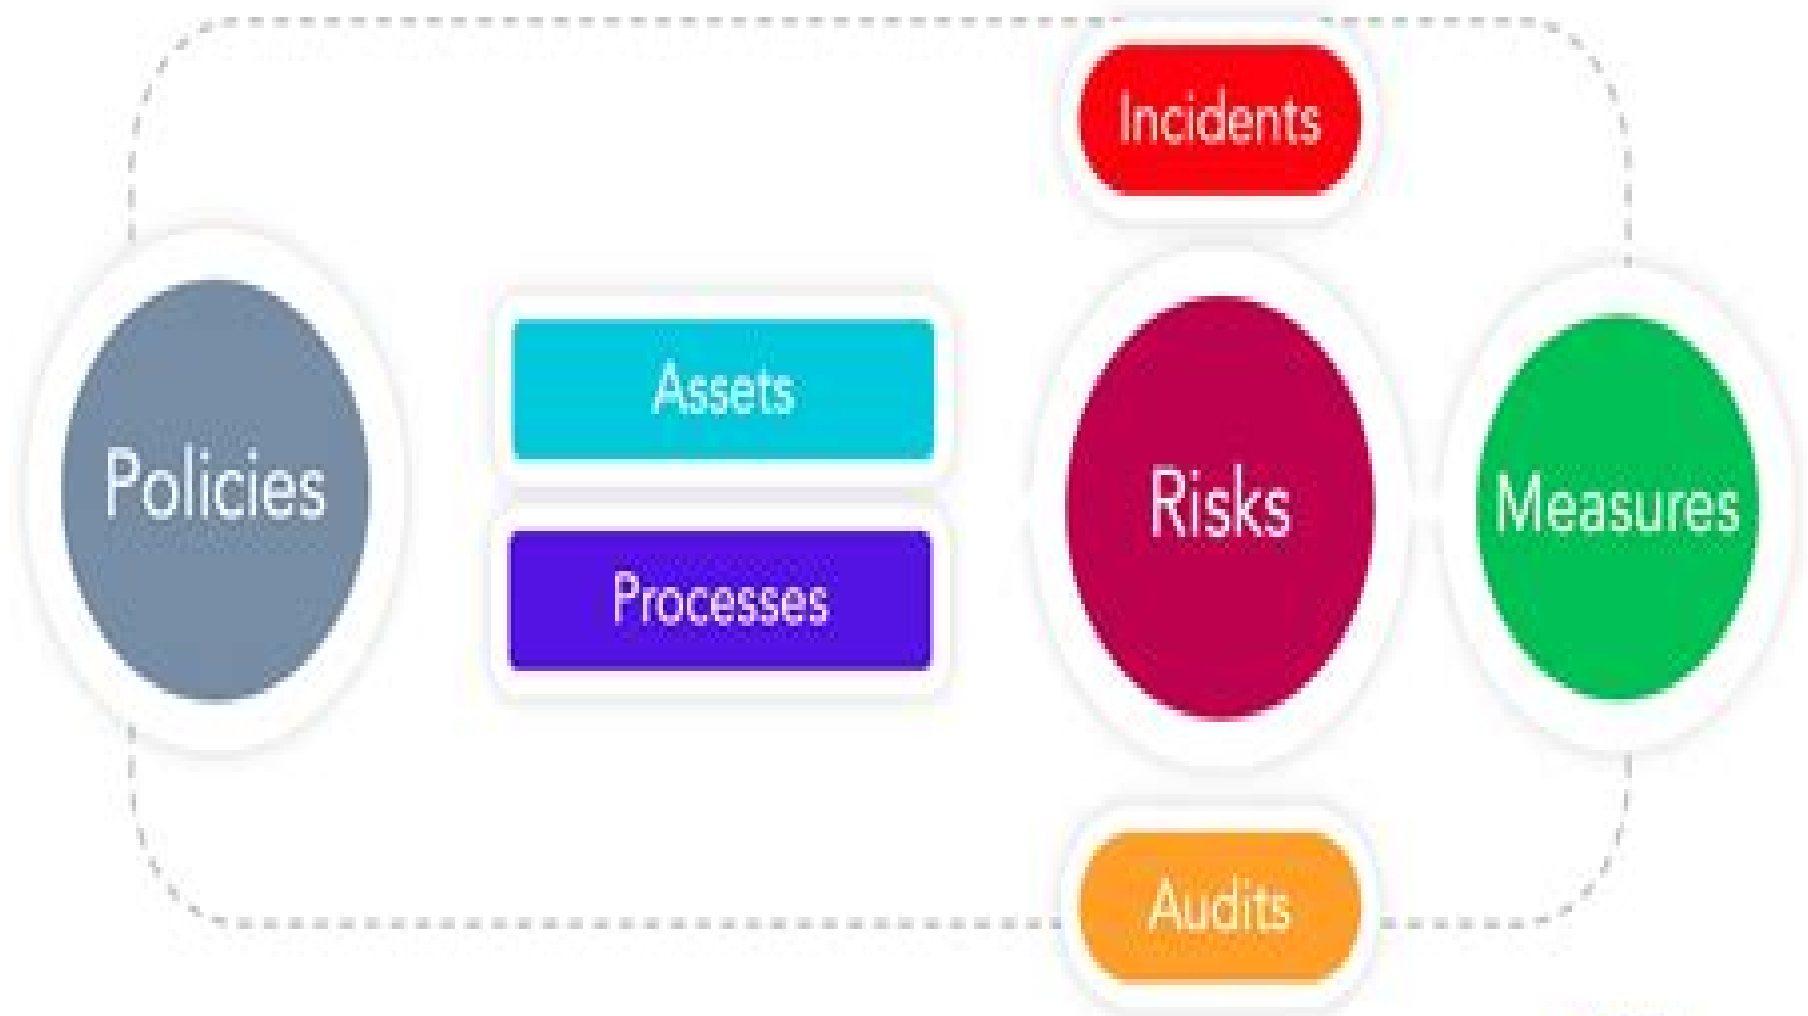 Incidents
Policies
Assets
Processes
Risks
Measures
Audits